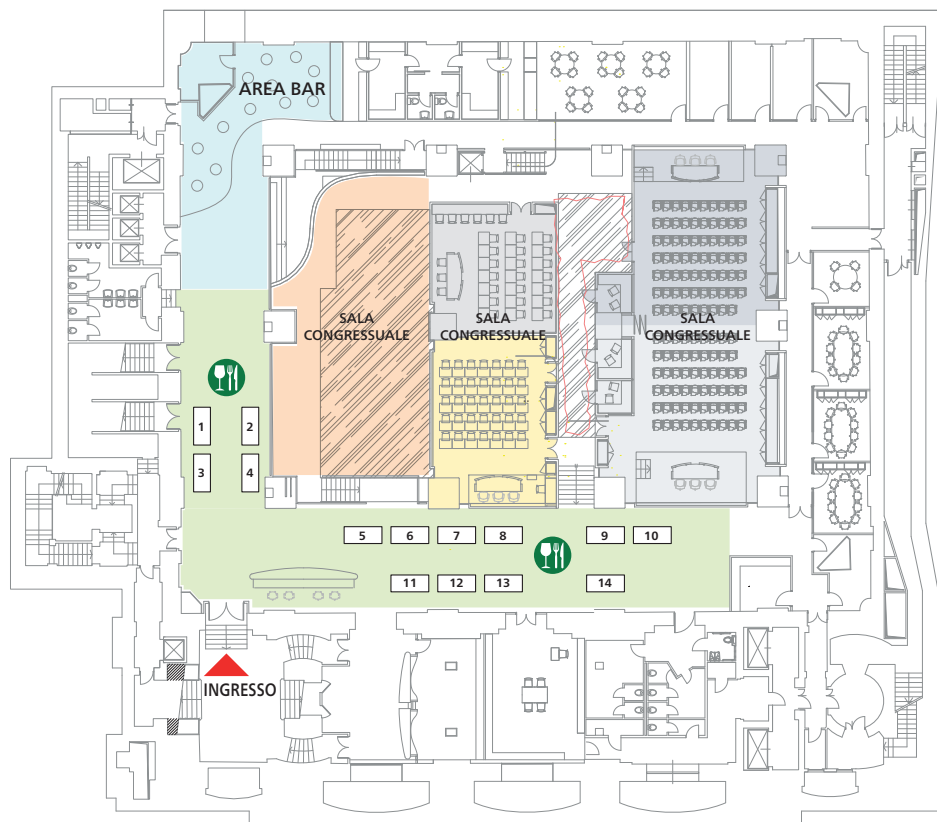 AREA BAR
SALA
CONGRESSUALE
SALA
CONGRESSUALE
SALA
CONGRESSUALE
1
2
3
4
5
6
7
8
9
10
11
12
13
14
INGRESSO